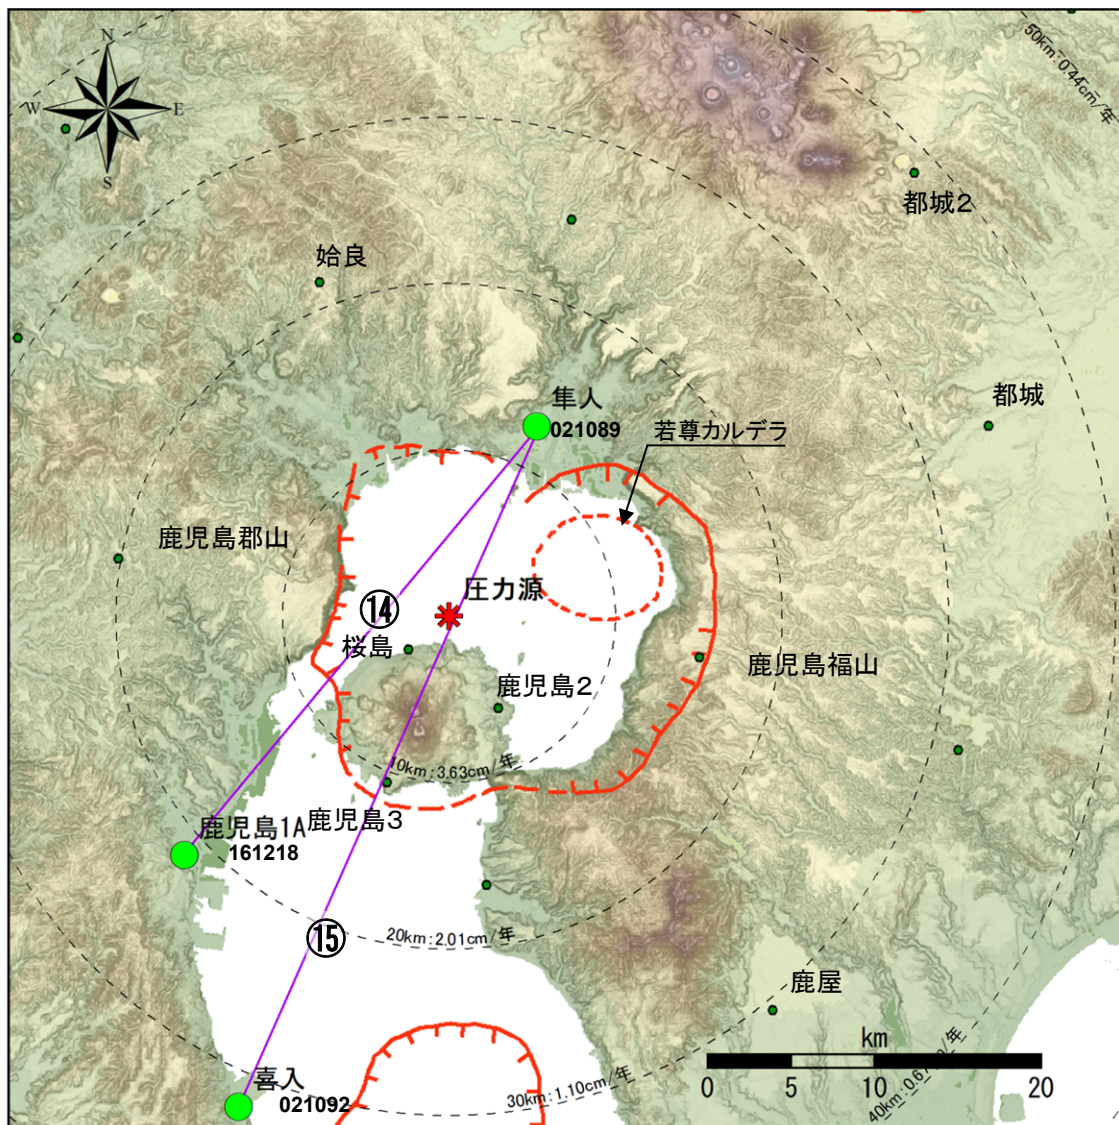 N
W
E
S
50km:0.44cm/年
都城2
姶良
都城
隼人
021089
若尊カルデラ
鹿児島郡山
圧力源
⑭
桜島
鹿児島福山
鹿児島2
10km:3.63cm/年
鹿児島1A
鹿児島3
161218
⑮
20km:2.01cm/年
鹿屋
km
喜入
021092
30km:1.10cm/年
0
5
10
20